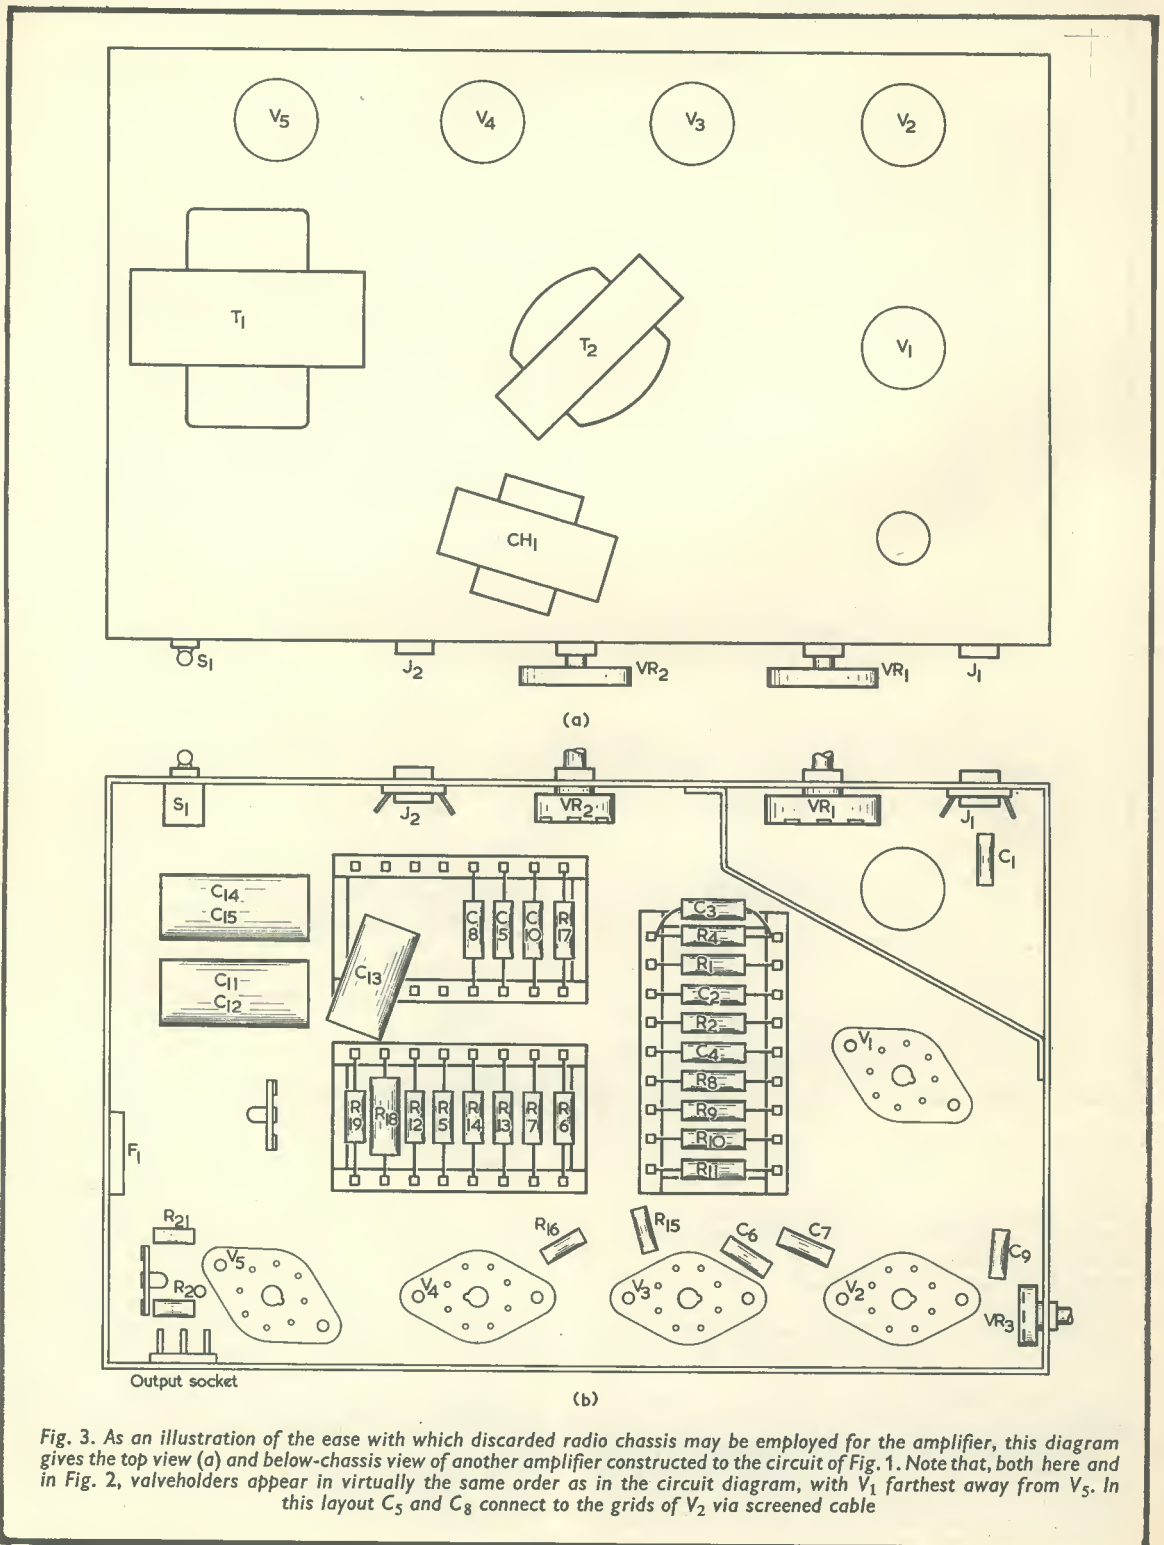 V5 V4 V3 V2
T1
T2
V1
CH1
S1 J2 VR2 VR1 J1
(a)
S1 J2 VR2 VR1 J1
C1
C14
C15
C11
C12
C13
C8 C5 C10 R17
C3
R4
R1
C2
R2
C4
R8
R9
R10
R11
V1
R19 R18 R12 R5 R14 R13 R7 R6
F1
R21
R20
V5
V4
R16
R15
V3
C6
C7
V2
C9
VR3
Output socket
(b)
Fig. 3. As an illustration of the ease with which discarded radio chassis may be employed for the amplifier, this diagram
gives the top view (a) and below-chassis view of another amplifier constructed to the circuit of Fig. 1. Note that, both here and
in Fig. 2, valveholders appear in virtually the same order as in the circuit diagram, with V1 farthest away from V5. In
this layout C5 and C8 connect to the grids of V2 via screened cable